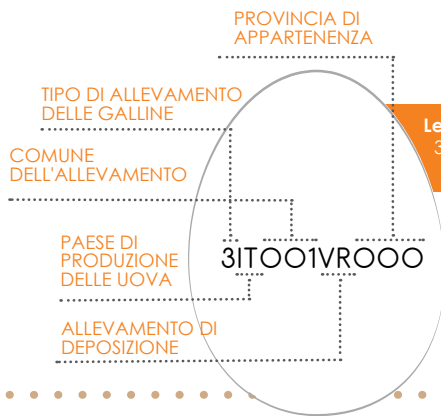 PROVINCIA DI
APPARTENENZA
TIPO DI ALLEVAMENTO
DELLE GALLINE
Le
3
COMUNE
DELL'ALLEVAMENTO
3ITOO1VROOO
PAESE DI
PRODUZIONE
DELLE UOVA
ALLEVAMENTO DI
DEPOSIZIONE